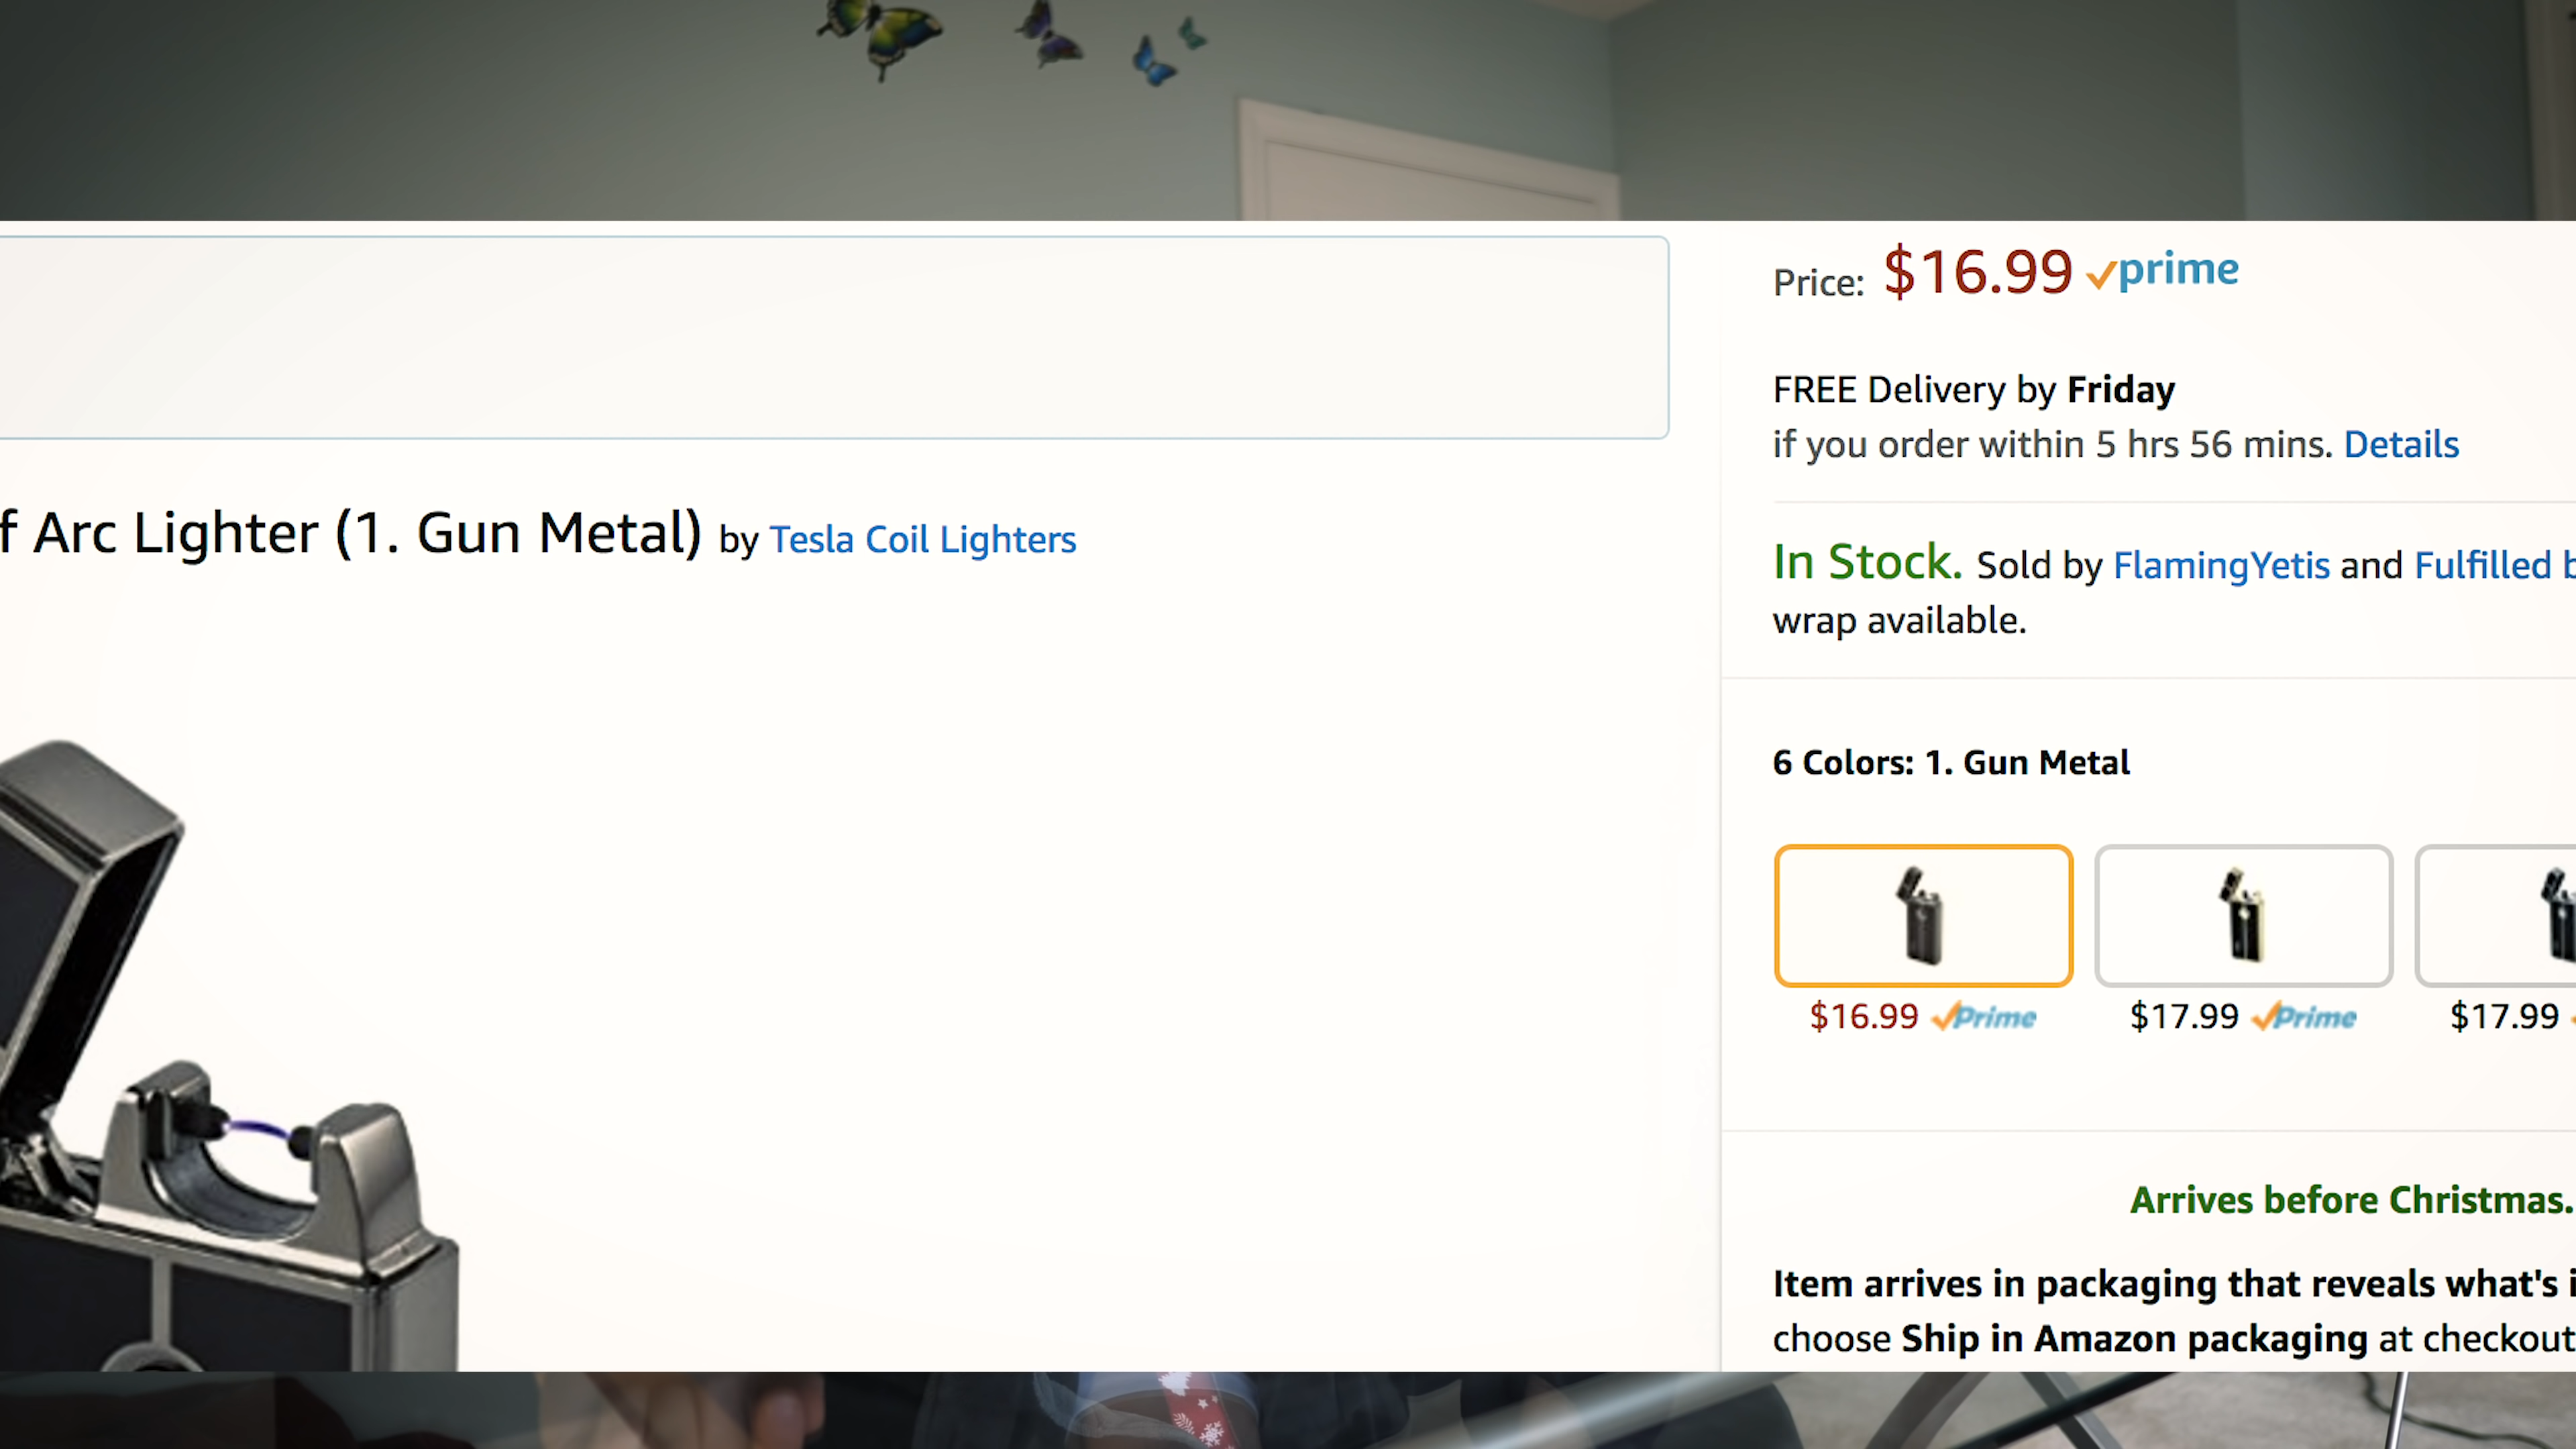 Price: $16.99 prime
FREE Delivery by Friday
if you order within 5 hrs 56 mins. Details
f Arc Lighter (1. Gun Metal) by Tesla Coil Lighters
In Stock. Sold by FlamingYetis and Fulfilled b
wrap available.
6 Colors: 1. Gun Metal
$16.99 Prime $17.99 Prime $17.99
Arrives before Christmas.
Item arrives in packaging that reveals what's i
choose Ship in Amazon packaging at checkout